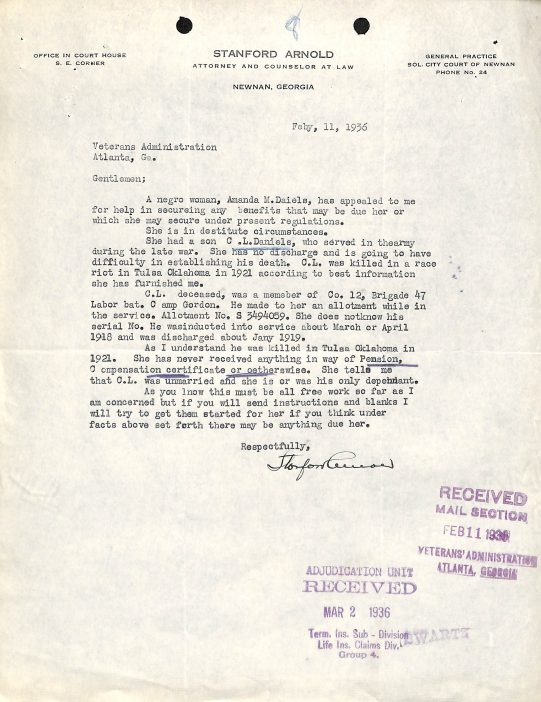 OFFICE IN COURT HOUSE
S. E. CORNER
STANFORD ARNOLD
ATTORNEY AND COUNSELOR AT LAW
NEWNAN, GEORGIA
GENERAL PRACTICE
SOL. CITY COURT OF NEWNAN
PHONE No. 24
Feby, 11, 1936
Veterans Administration
Atlanta, Ga.
Gentlemen;
A negro woman, Amanda M.Daiels, has appealed to me
for help in secureing any benefits that may be due her or
which she may secure under present regulations.
She is in destitute circumstances.
She had a son C .L.Daniels, who served in thearmy
during the late war. She has no discharge and is going to have
difficulty in establishing his death. C.L. was killed in a race
riot in Tulsa Oklahoma in 1921 according to best information
she has furnished me.
C.L. deceased, was a memsber of Co. 12, Brigade 47
Labor bat. C amp Gordon. He made to her an allotment while in
the service. Allotment No. S 3494059. She does notknow his
serial No. He wasinducted into service about March or April
1918 and was discharged about Jany 1919.
As I understand he was killed in Tulsa Oklahoma in
1921. She has never received anything in way of Pension,
C ompensation certificate or oetherswise. She tells me
that C.L. was unmarried and she is or was his only dependant.
As you lnow this must be all free work so far as I
am concerned but if you will send instructions and blanks I
will try to get them started for her if you think under
facts above set forth there may be anything due her.
Respectfully,
RECEIVED
MAIL SECTION
FEB 11 1936
VETERANS' ADMINISTRATION
ATLANTA, GEORGIA
ADJUDICATION UNIT
RECEIVED
MAR 2 1936
Term. Ins. Sub - Division
Life Ins. Claims Div.
Group 4.